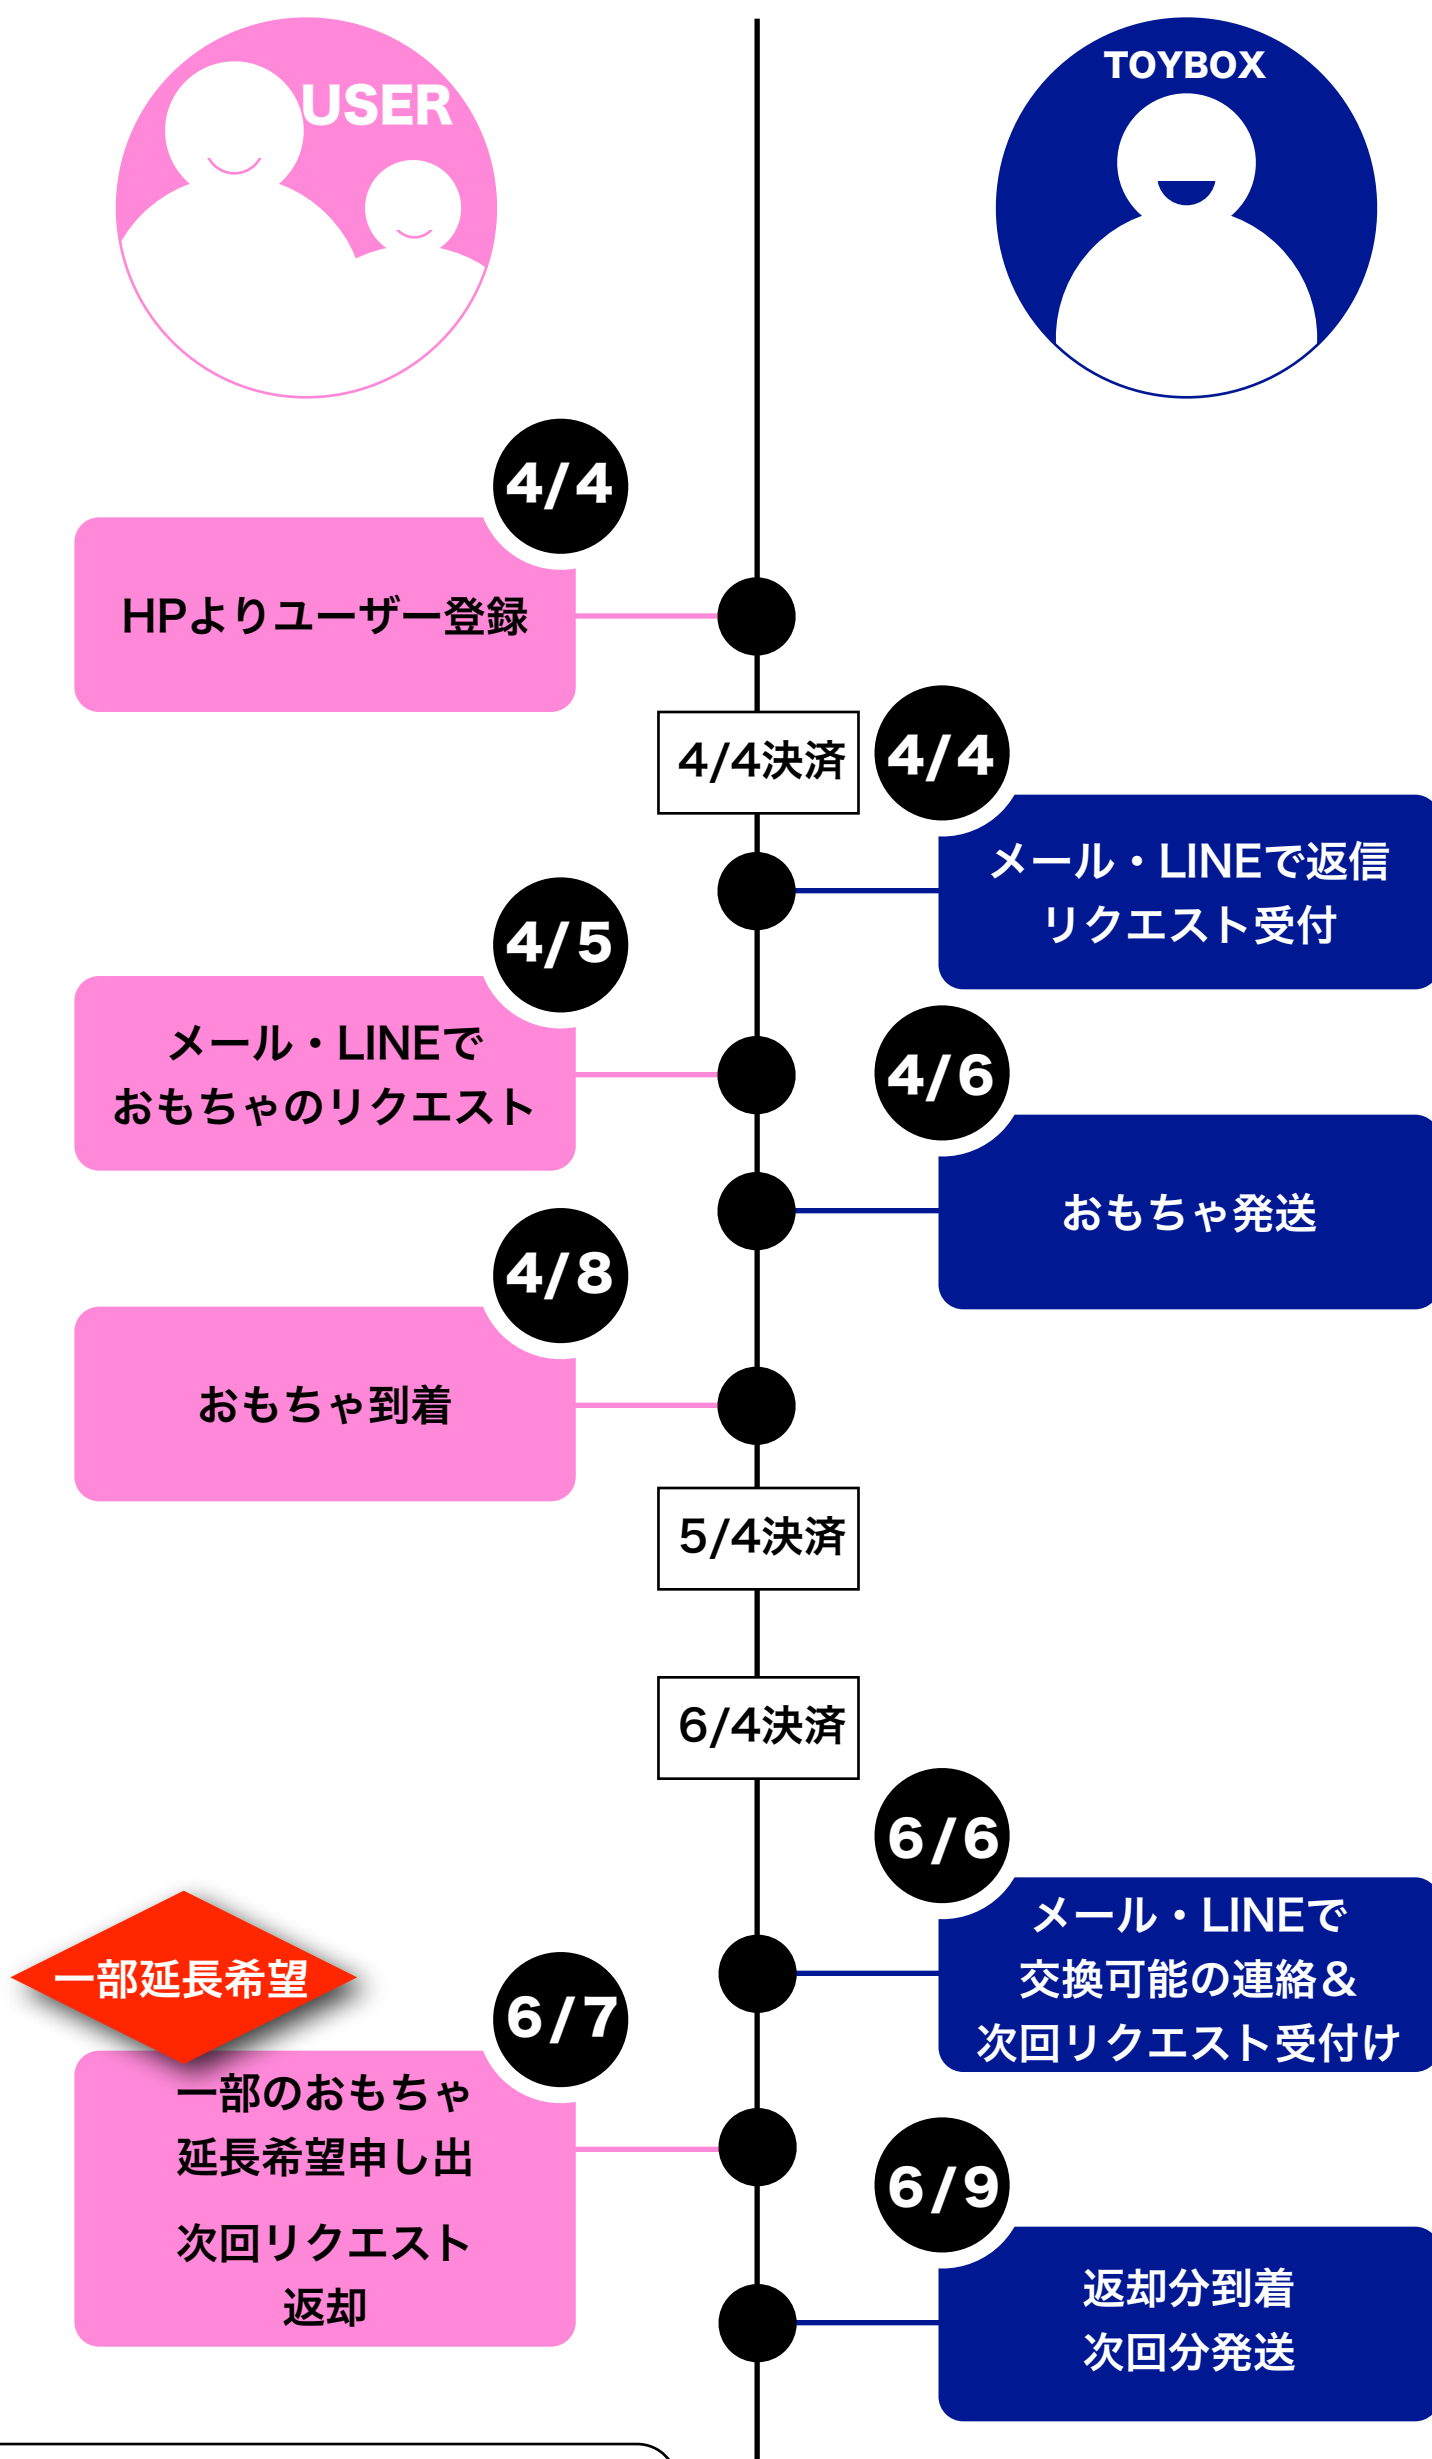 USER
TOYBOX
4/4
HPよりユーザー登録
4/4決済
4/4
メール・LINEで返信
リクエスト受付
4/5
メール・LINEで
おもちゃのリクエスト
4/6
おもちゃ発送
4/8
おもちゃ到着
5/4決済
6/4決済
6/6
メール・LINEで
交換可能の連絡＆
次回リクエスト受付け
一部延長希望
6/7
一部のおもちゃ
延長希望申し出
次回リクエスト
返却
6/9
返却分到着
次回分発送